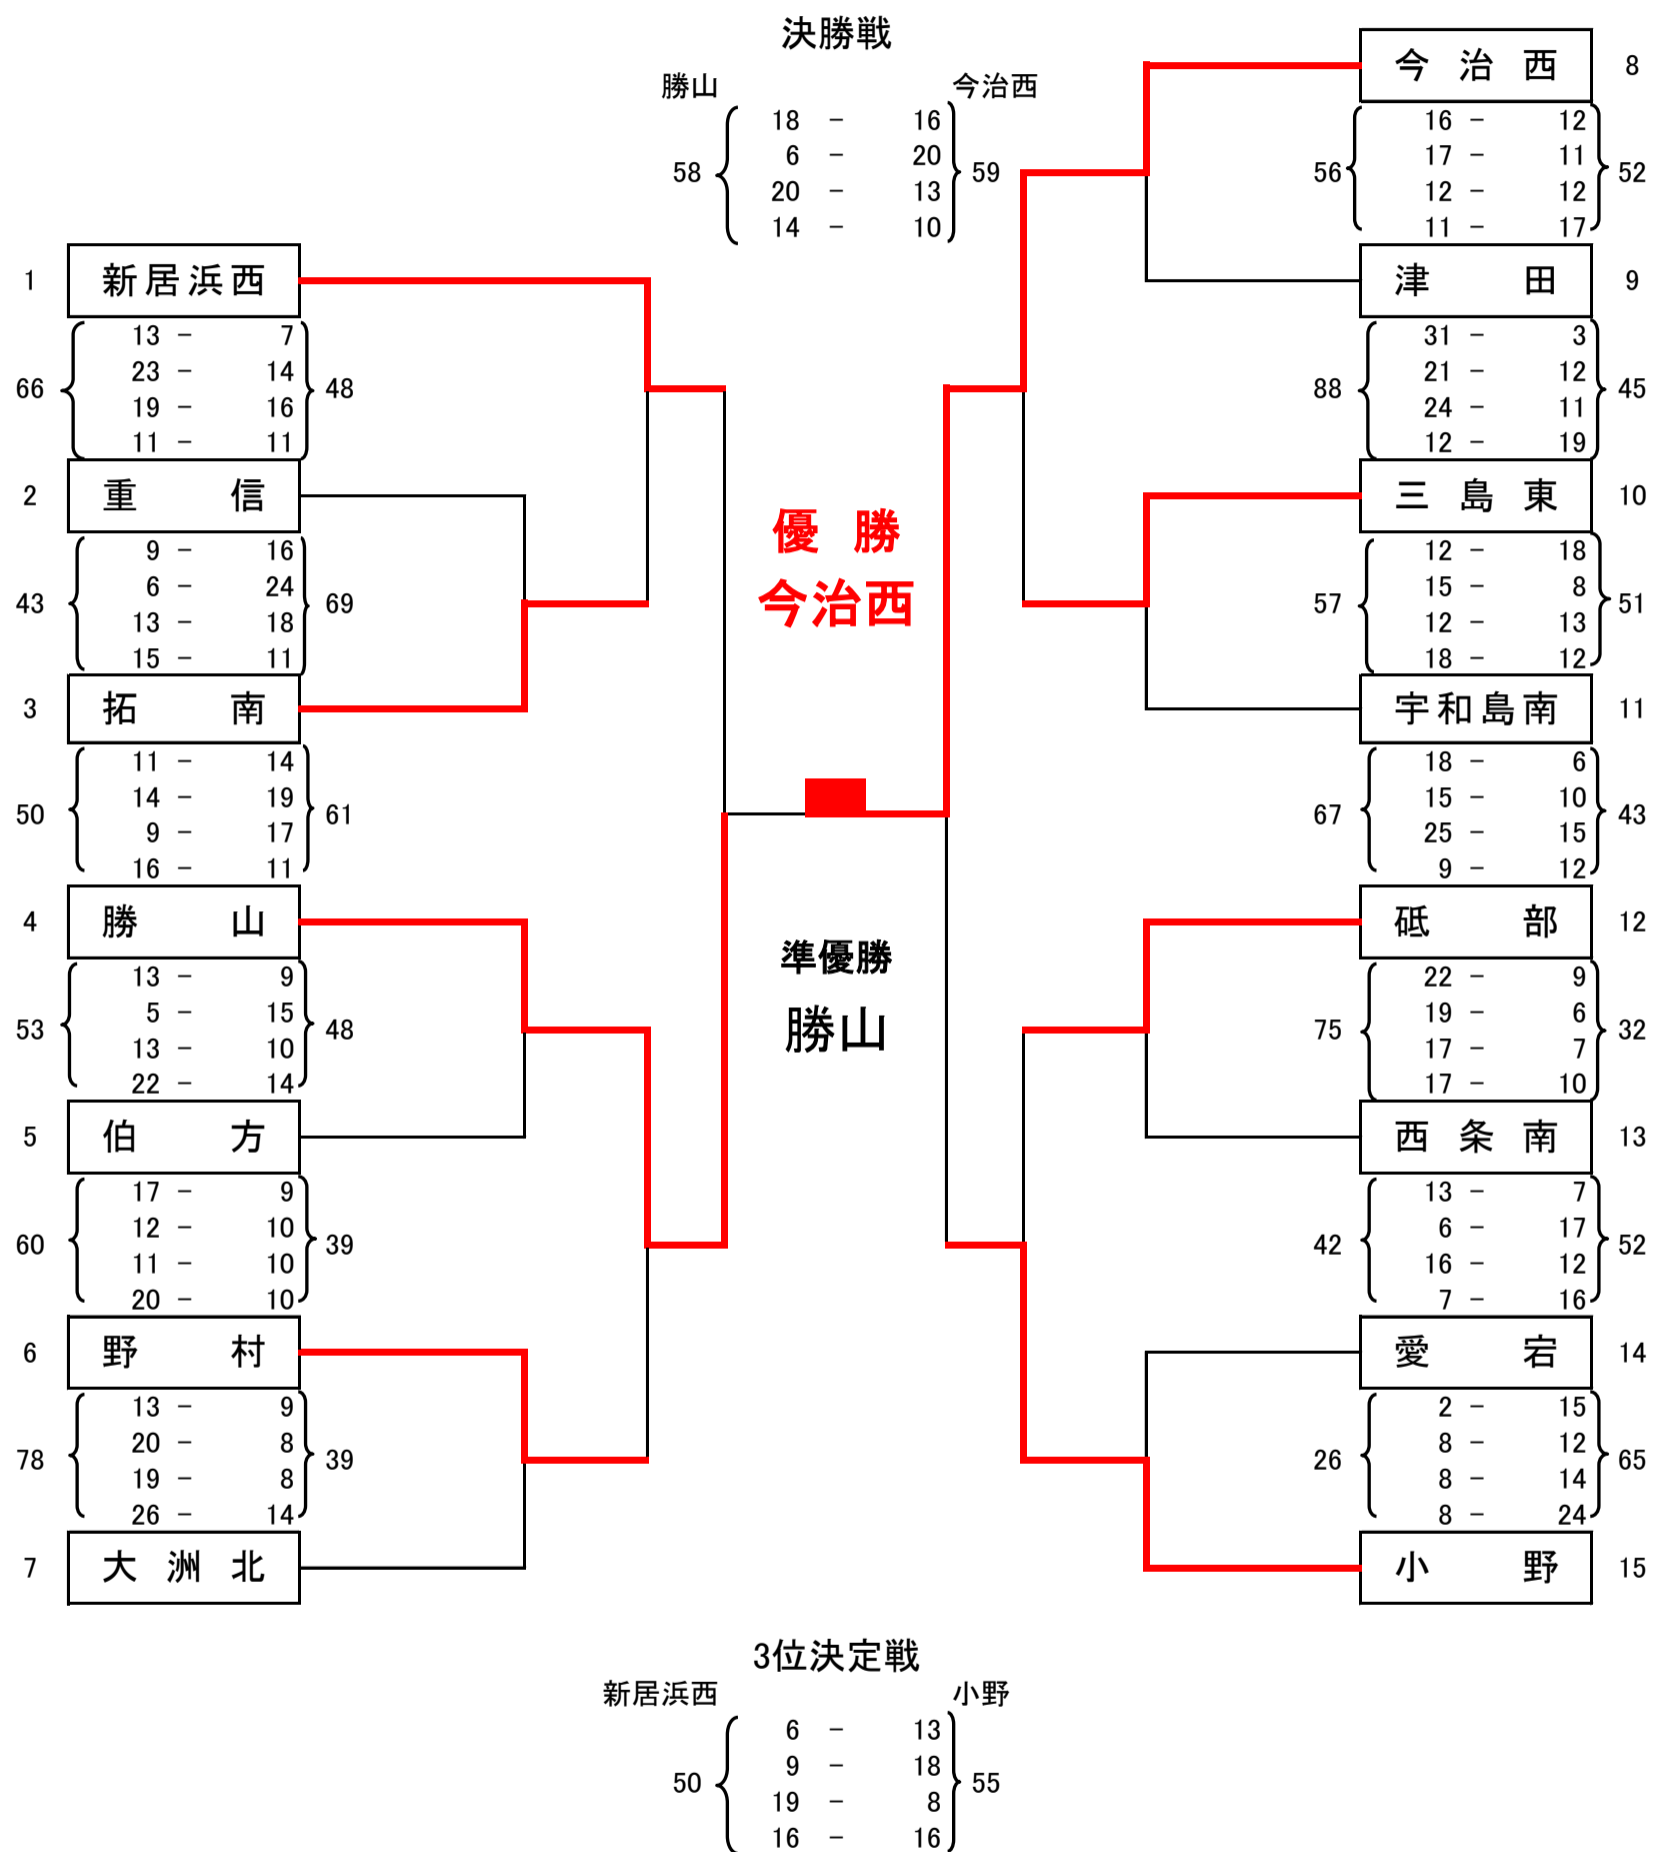 決勝戦
勝山 今治西
58 59
18 - 16
6 - 20
20 - 13
14 - 10
1 新居浜西
66 48
13 - 7
23 - 14
19 - 16
11 - 11
2 重信
43 69
9 - 16
6 - 24
13 - 18
15 - 11
3 拓南
50 61
11 - 14
14 - 19
9 - 17
16 - 11
4 勝山
53 48
13 - 9
5 - 15
13 - 10
22 - 14
5 伯方
60 39
17 - 9
12 - 10
11 - 10
20 - 10
6 野村
78 39
13 - 9
20 - 8
19 - 8
26 - 14
7 大洲北
優勝
今治西
準優勝
勝山
今治西 8
56 52
16 - 12
17 - 11
12 - 12
11 - 17
津田 9
88 45
31 - 3
21 - 12
24 - 11
12 - 19
三島東 10
57 51
12 - 18
15 - 8
12 - 13
18 - 12
宇和島南 11
67 43
18 - 6
15 - 10
25 - 15
9 - 12
砥部 12
75 32
22 - 9
19 - 6
17 - 7
17 - 10
西条南 13
42 52
13 - 7
6 - 17
16 - 12
7 - 16
愛宕 14
26 65
2 - 15
8 - 12
8 - 14
8 - 24
小野 15
3位決定戦
新居浜西 小野
50 55
6 - 13
9 - 18
19 - 8
16 - 16